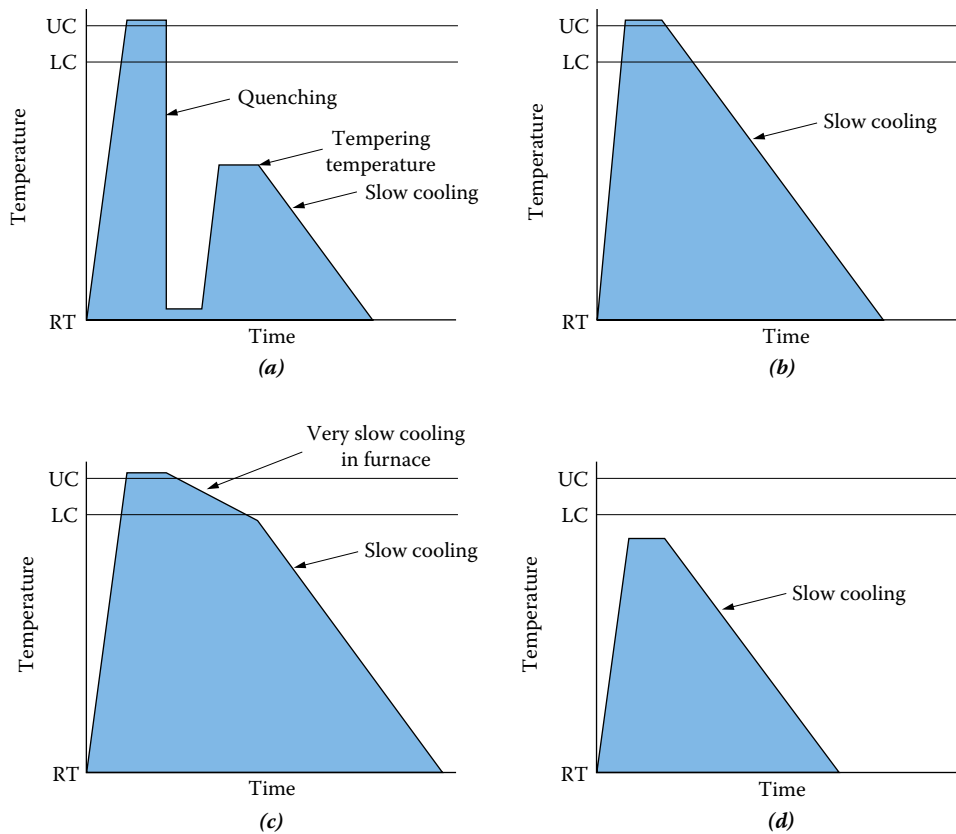 UC
LC
Quenching
Tempering
temperature
Slow cooling
Temperature
RT
Time
(a)
UC
LC
Slow cooling
Temperature
RT
Time
(b)
Very slow cooling
in furnace
UC
LC
Slow cooling
Temperature
RT
Time
(c)
UC
LC
Slow cooling
Temperature
RT
Time
(d)